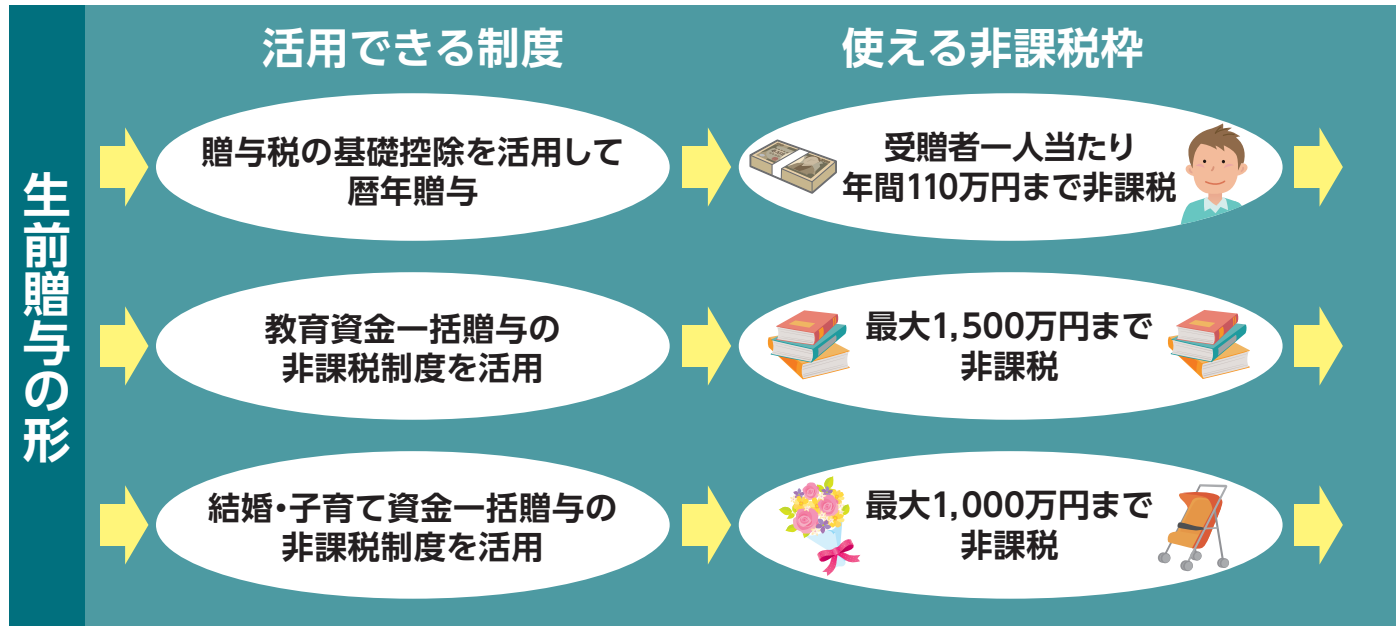 生前贈与の形
活用できる制度
使える非課税枠
贈与税の基礎控除を活用して
暦年贈与
受贈者一人当たり
年間110万円まで非課税
教育資金一括贈与の
非課税制度を活用
最大1,500万円まで
非課税
結婚・子育て資金一括贈与の
非課税制度を活用
最大1,000万円まで
非課税